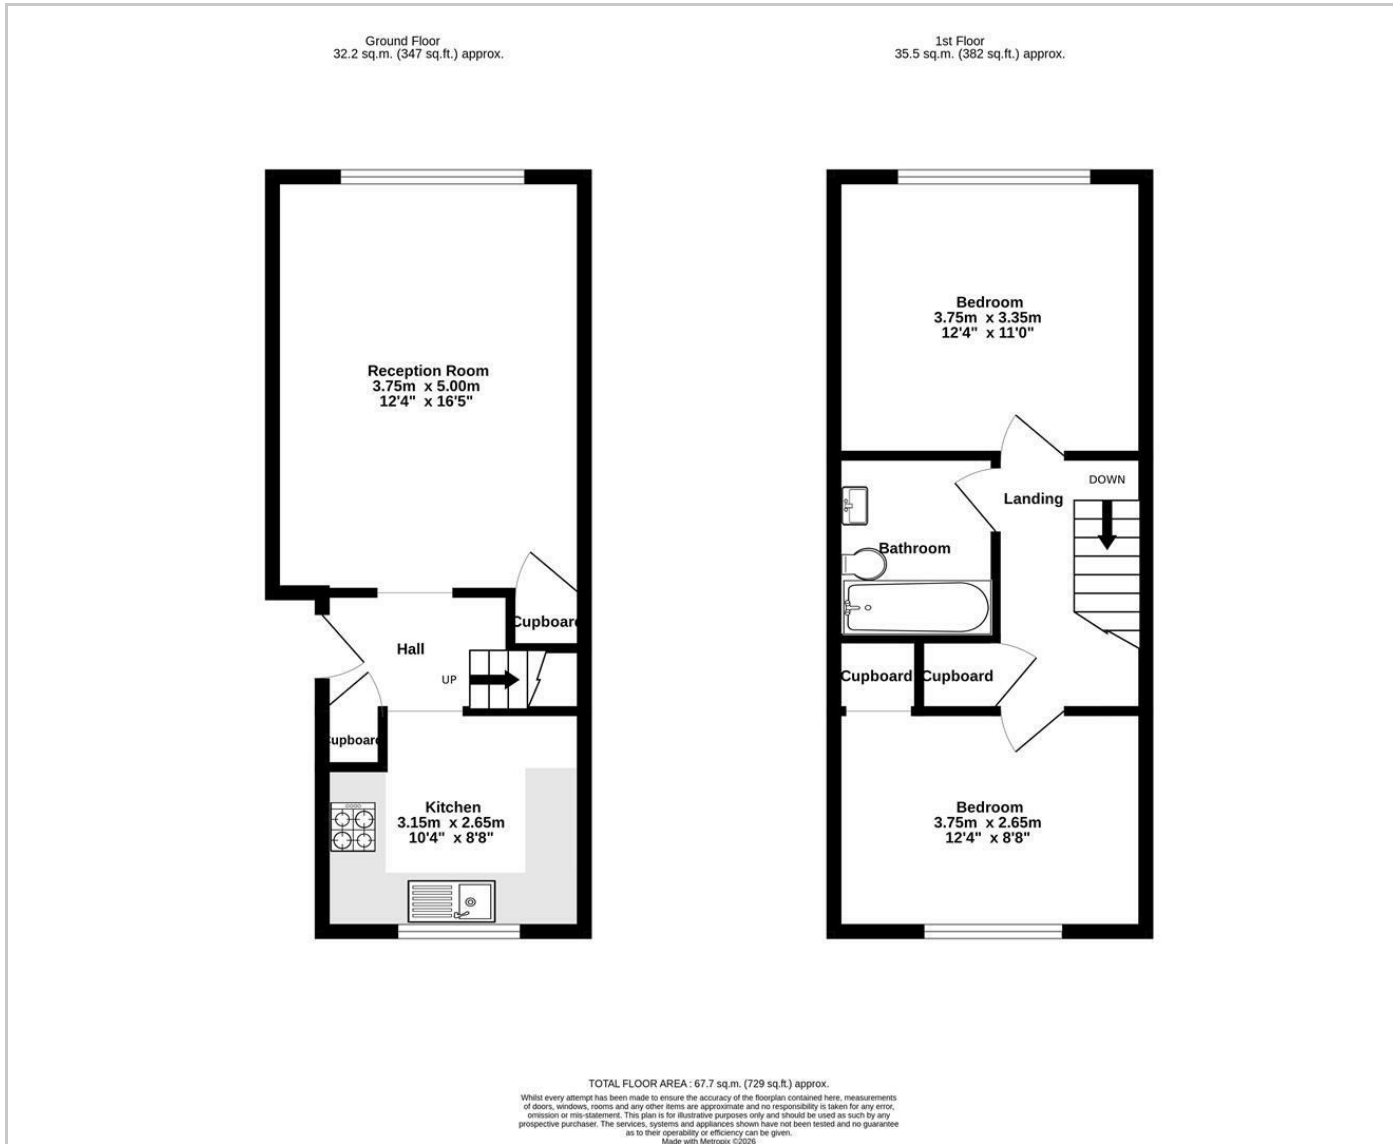 Ground Floor
32.2 sq.m. (347 sq.ft.) approx.
1st Floor
35.5 sq.m. (382 sq.ft.) approx.
Reception Room
3.75m x 5.00m
12'4" x 16'5"
Cupboard
Hall
UP
Cupboard
Kitchen
3.15m x 2.65m
10'4" x 8'8"
Bedroom
3.75m x 3.35m
12'4" x 11'0"
DOWN
Landing
Bathroom
Cupboard
Cupboard
Bedroom
3.75m x 2.65m
12'4" x 8'8"
TOTAL FLOOR AREA : 67.7 sq.m. (729 sq.ft.) approx.
Whilst every attempt has been made to ensure the accuracy of the floorplan contained here, measurements
of doors, windows, rooms and any other items are approximate and no responsibility is taken for any error,
omission or mis-statement. This plan is for illustrative purposes only and should be used as such by any
prospective purchaser. The services, systems and appliances shown have not been tested and no guarantee
as to their operability or efficiency can be given.
Made with Metropix ©2026